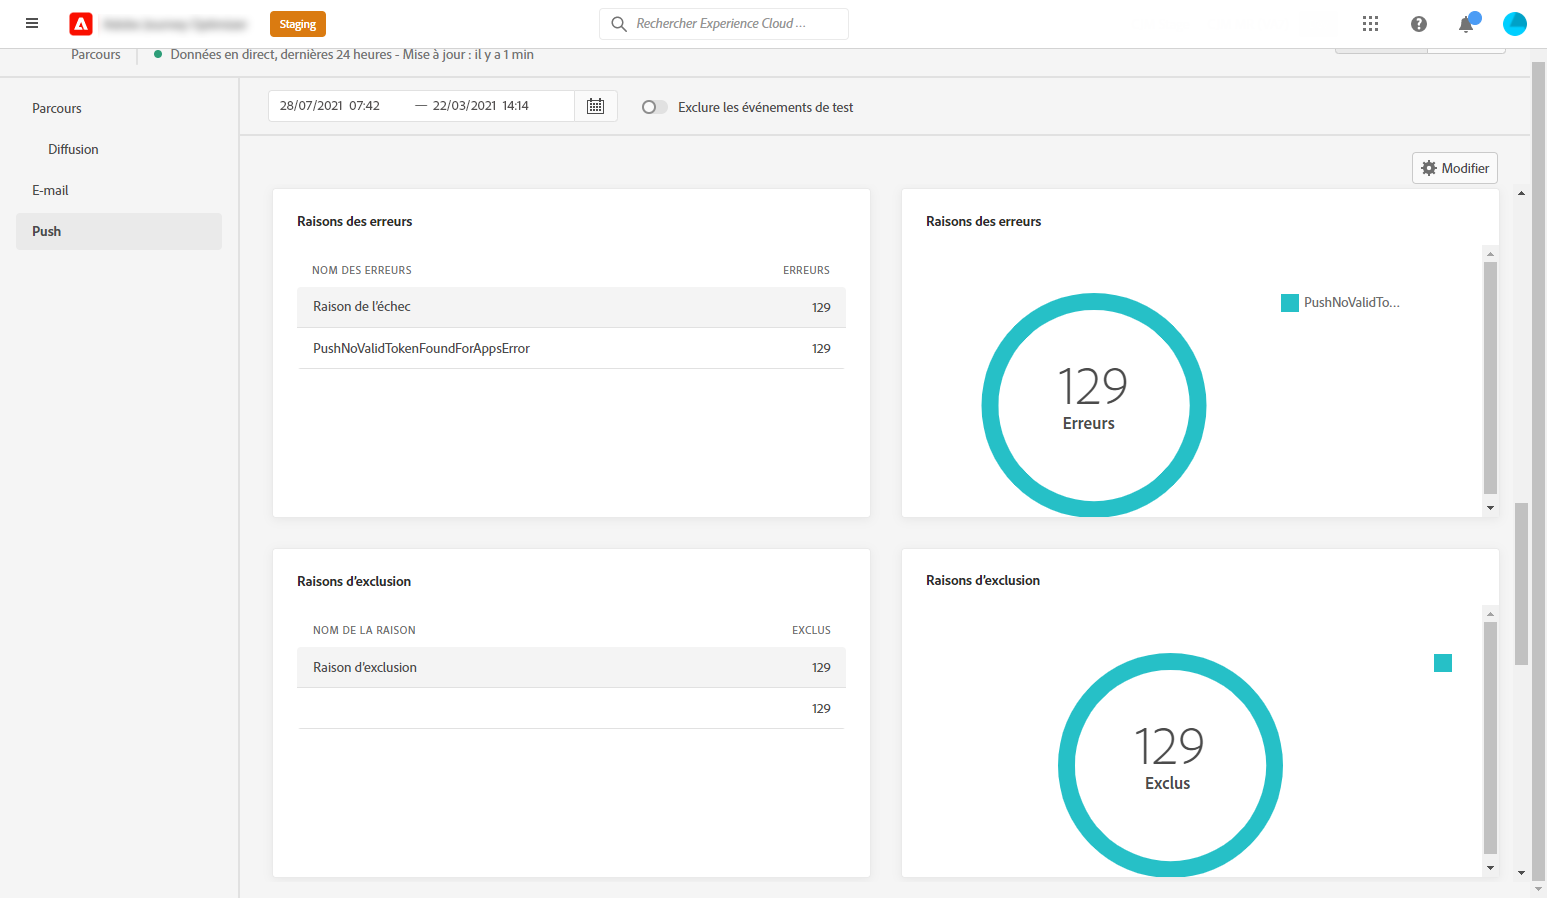 Staging
Rechercher Experience Cloud ...
Parcours
Données en direct, dernières 24 heures - Mise à jour : il y a 1 min
Parcours
Diffusion
E-mail
Push
28/07/2021 07:42 — 22/03/2021 14:14
Exclure les événements de test
Modifier
Raisons des erreurs
NOM DES ERREURS ERREURS
Raison de l’échec 129
PushNoValidTokenFoundForAppsError 129
Raisons des erreurs
PushNoValidTo...
129
Erreurs
Raisons d’exclusion
NOM DE LA RAISON EXCLUS
Raison d’exclusion 129
129
Raisons d’exclusion
129
Exclus